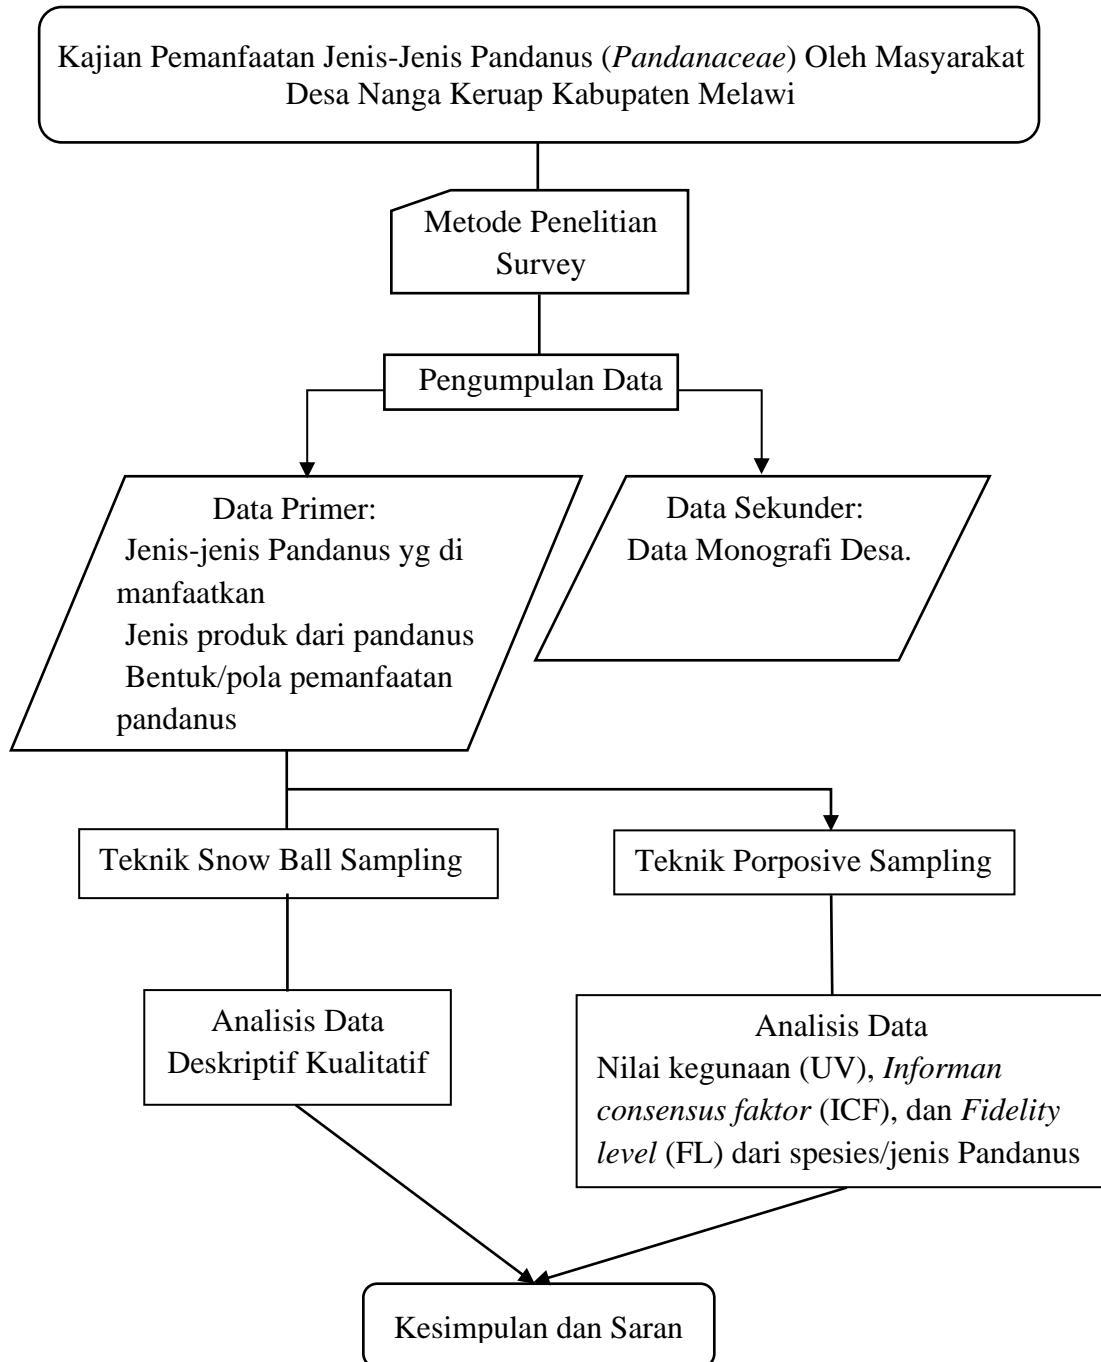 Kajian Pemanfaatan Jenis-Jenis Pandanus (Pandanaceae) Oleh Masyarakat
Desa Nanga Keruap Kabupaten Melawi
Metode Penelitian
Survey
Pengumpulan Data
Data Primer:
Jenis-jenis Pandanus yg di
manfaatkan
Jenis produk dari pandanus
Bentuk/pola pemanfaatan
pandanus
Data Sekunder:
Data Monografi Desa.
Teknik Snow Ball Sampling
Teknik Porposive Sampling
Analisis Data
Deskriptif Kualitatif
Analisis Data
Nilai kegunaan (UV), Informan
consensus faktor (ICF), dan Fidelity
level (FL) dari spesies/jenis Pandanus
Kesimpulan dan Saran